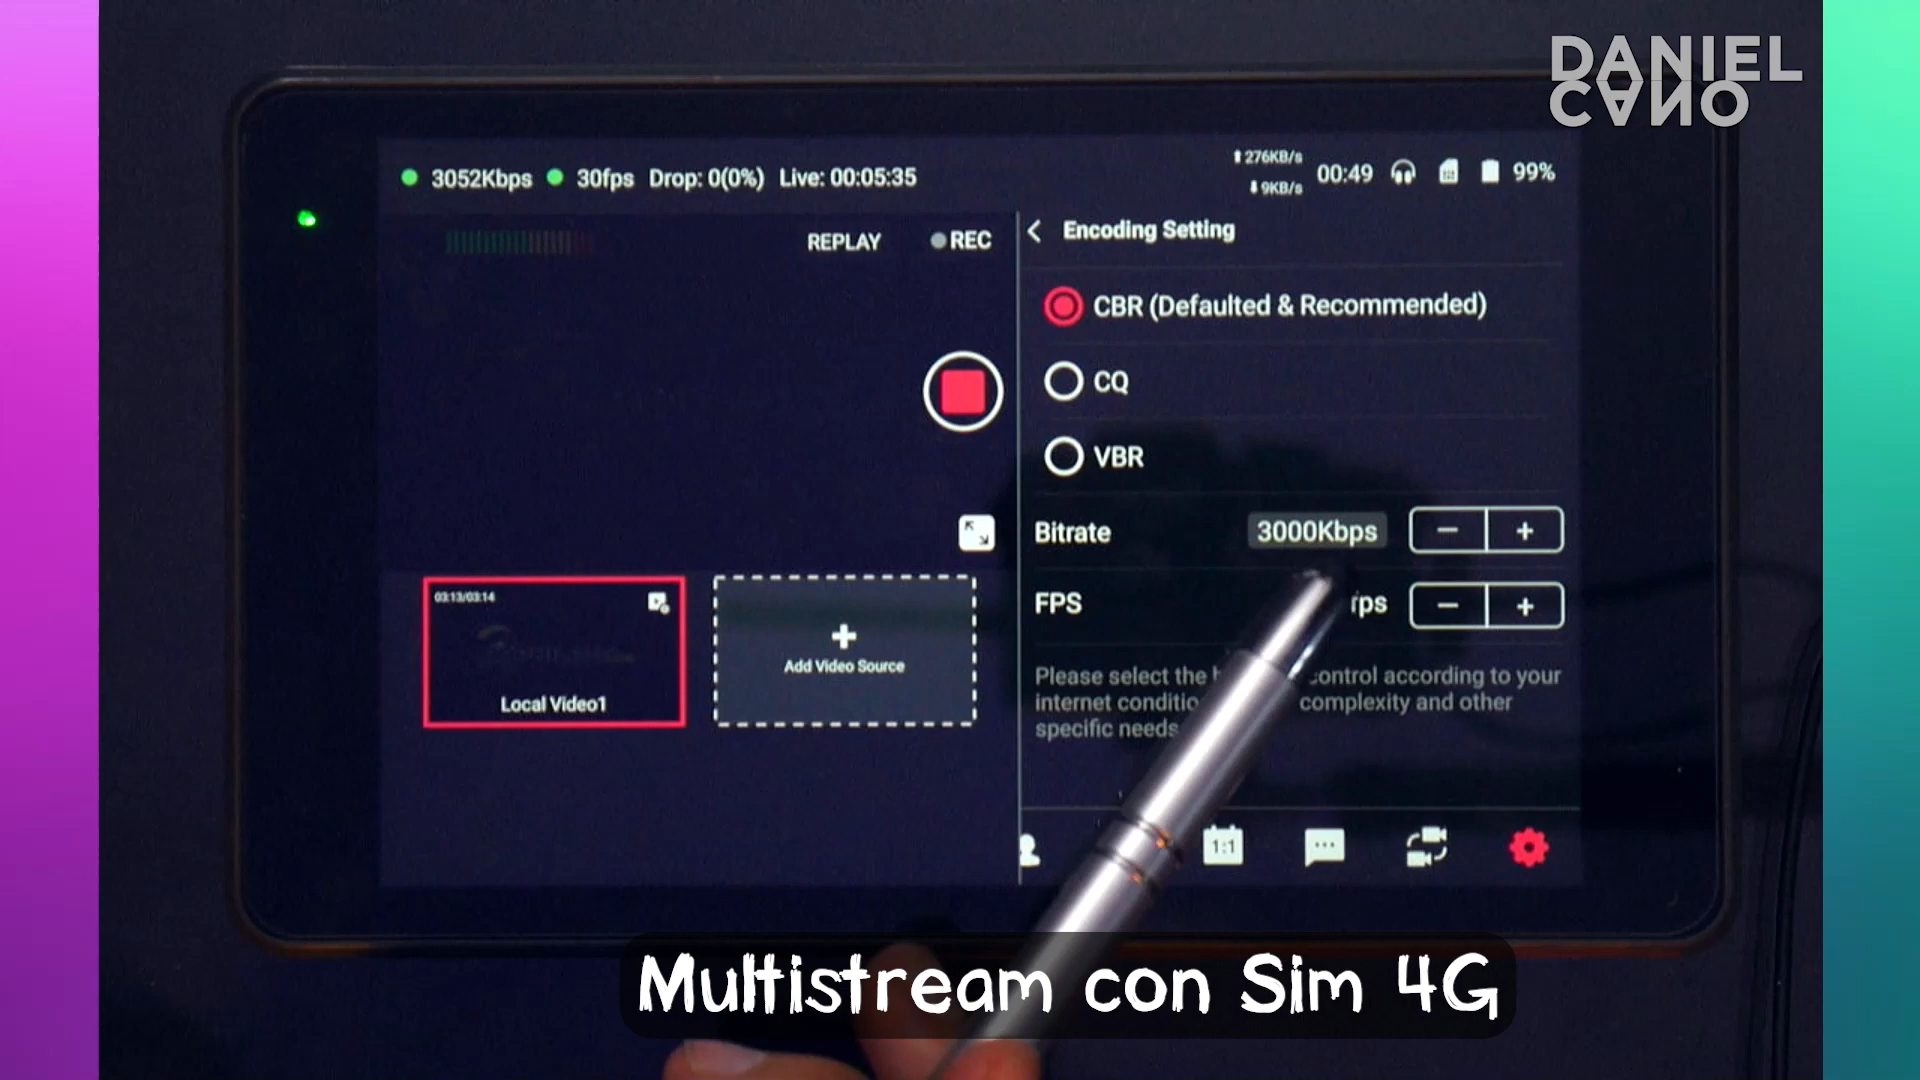 DANIEL
CANO
3052Kbps 30fps Drop: 0(0%) Live: 00:05:35
276KB/s
9KB/s
00:49
99%
REPLAY
REC
Encoding Setting
CBR (Defaulted & Recommended)
CQ
VBR
Bitrate 3000Kbps - +
FPS - +
Please select the control according to your
internet complexity and other
specific needs
03:13/03:14
Local Video1
+
Add Video Source
1:1
Multistream con Sim 4G